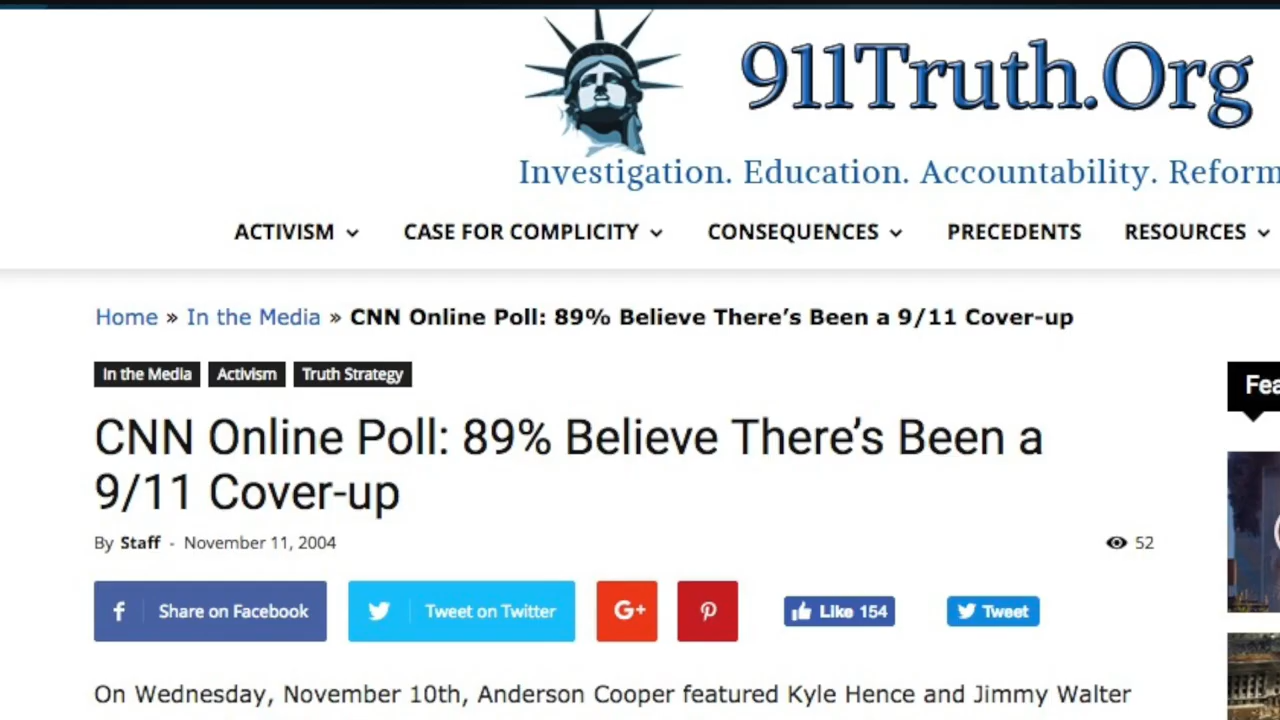 911Truth.Org
Investigation. Education. Accountability. Reform
ACTIVISM CASE FOR COMPLICITY CONSEQUENCES PRECEDENTS RESOURCES
Home » In the Media » CNN Online Poll: 89% Believe There’s Been a 9/11 Cover-up
In the Media Activism Truth Strategy
Fea
CNN Online Poll: 89% Believe There’s Been a
9/11 Cover-up
By Staff - November 11, 2004 52
f Share on Facebook Tweet on Twitter G+ Like 154 Tweet
On Wednesday, November 10th, Anderson Cooper featured Kyle Hence and Jimmy Walter